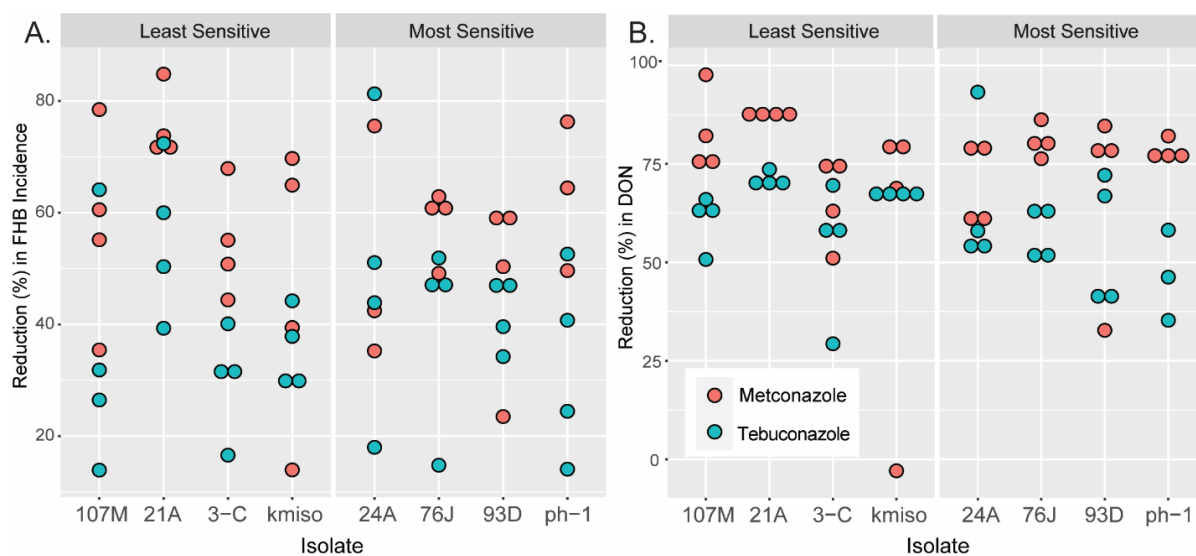 A.
Least Sensitive
Most Sensitive
Reduction (%) in FHB Incidence
80
60
40
20
107M 21A 3-C kmiso 24A 76J 93D ph-1
Isolate
B.
Least Sensitive
Most Sensitive
Reduction (%) in DON
100
75
50
25
0
Metconazole
Tebuconazole
107M 21A 3-C kmiso 24A 76J 93D ph-1
Isolate